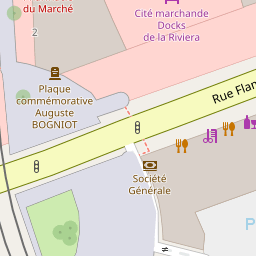 du Marché
Cité marchande
Docks
de la Riviera
2
Plaque
commémorative
Auguste
BOGNIOT
Rue Flan
Société
Générale
P